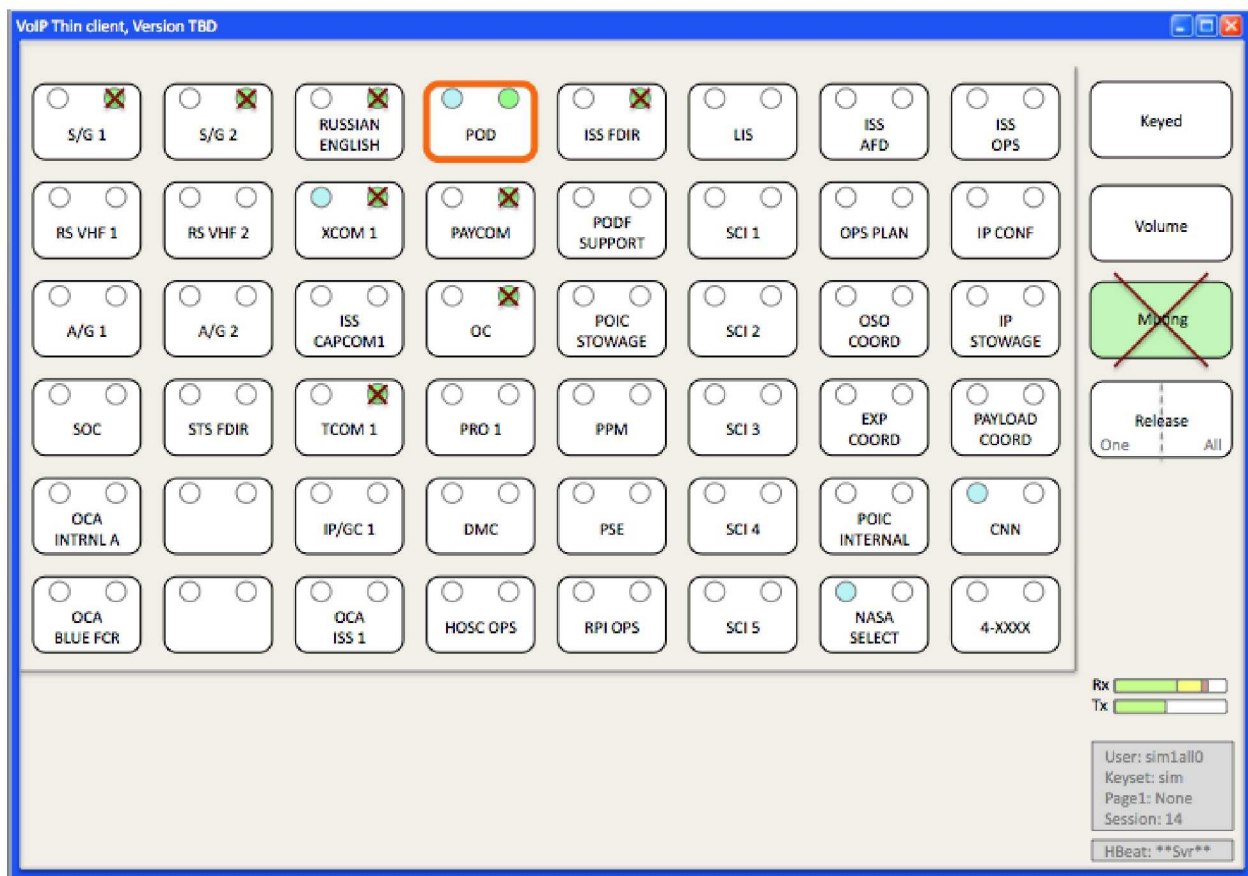 VoIP Thin client, Version TBD
S/G 1
S/G 2
RUSSIAN
ENGLISH
POD
ISS FDIR
LIS
ISS
AFD
ISS
OPS
Keyed
RS VHF 1
RS VHF 2
XCOM 1
PAYCOM
PODF
SUPPORT
SCI 1
OPS PLAN
IP CONF
Volume
A/G 1
A/G 2
ISS
CAPCOM1
OC
POIC
STOWAGE
SCI 2
OSO
COORD
IP
STOWAGE
Muting
SOC
STS FDIR
TCOM 1
PRO 1
PPM
SCI 3
EXP
COORD
PAYLOAD
COORD
Release
One All
OCA
INTRNL A
IP/GC 1
DMC
PSE
SCI 4
POIC
INTERNAL
CNN
OCA
BLUE FCR
OCA
ISS 1
HOSC OPS
RPI OPS
SCI 5
NASA
SELECT
4-XXXX
Rx
Tx
User: sim1all0
Keyset: sim
Page1: None
Session: 14
HBeat: **Svr**